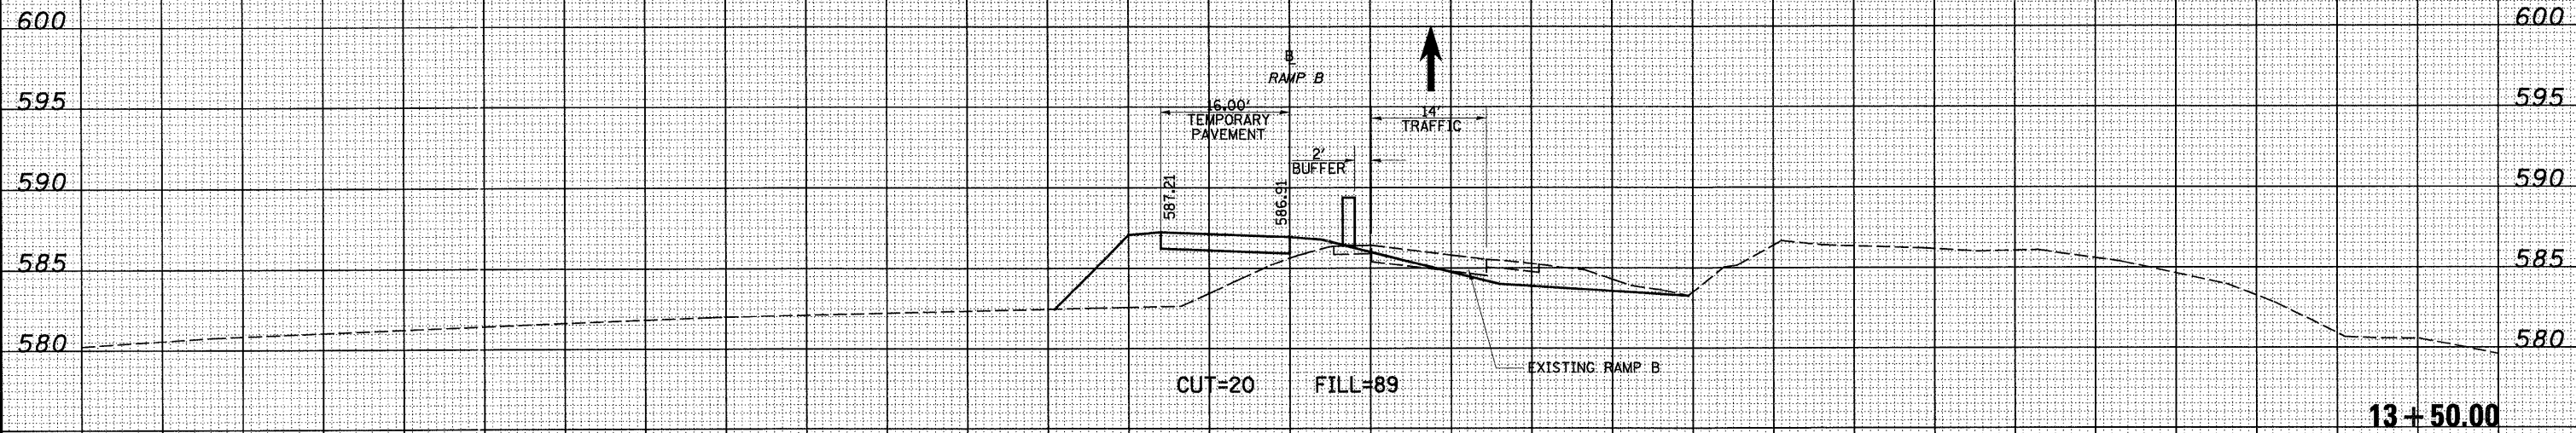 600
600
B
RAMP B
595
16.00'
14'
595
TEMPORARY
PAVEMENT
TRAFFIC
2'
BUFFER
590
587.21
586.91
590
585
585
580
580
EXISTING RAMP B
CUT=20
FILL=89
13+50.00